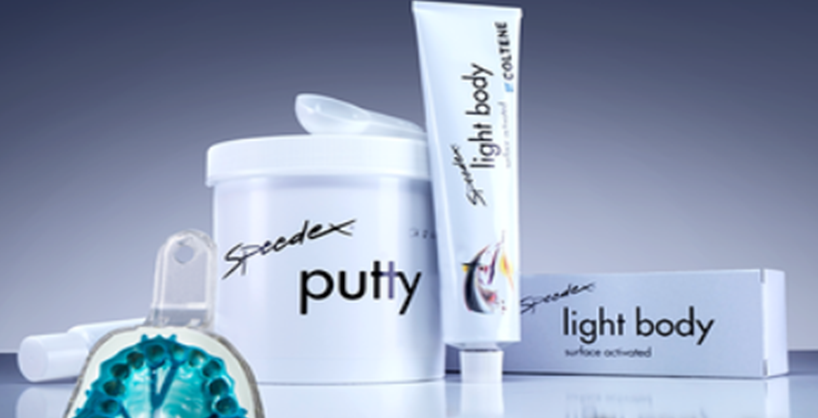 Speedex
putty
Speedex
light body
surface activated
COLTENE
Speedex
light body
surface activated